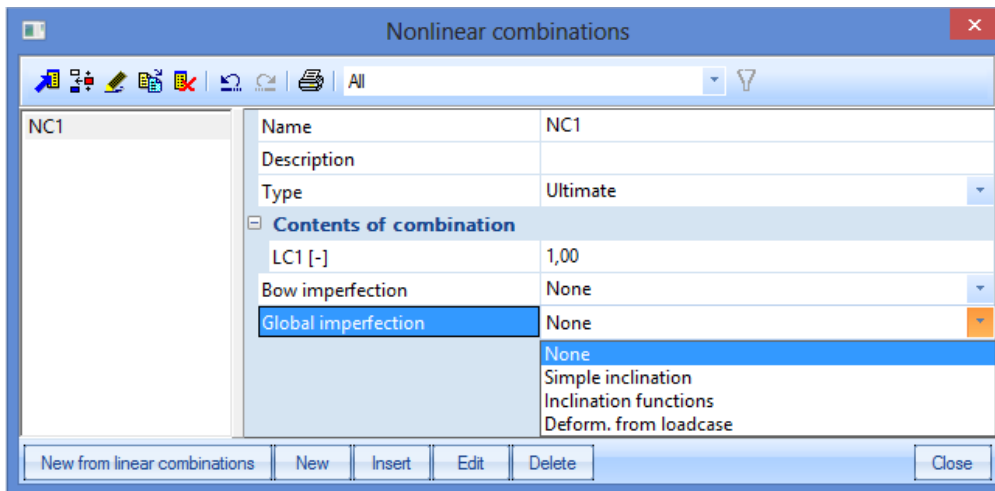 Nonlinear combinations
All
NC1
Name NC1
Description
Type Ultimate
Contents of combination
LC1 [-] 1,00
Bow imperfection None
Global imperfection None
None
Simple inclination
Inclination functions
Deform. from loadcase
New from linear combinations New Insert Edit Delete Close